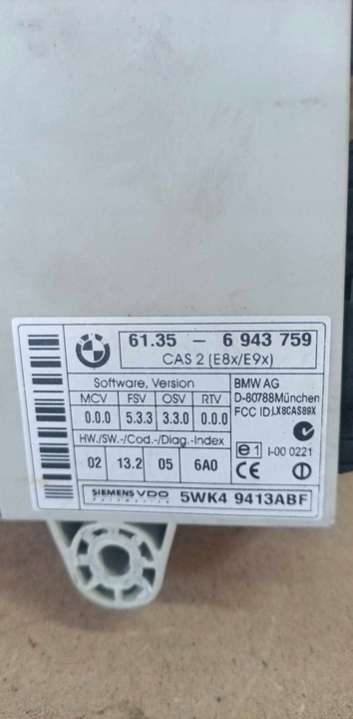 61.35 - 6 943 759
CAS 2 (E8x/E9x)
Software, Version
MCV FSV OSV RTV
0.0.0 5.3.3 3.3.0 0.0.0
HW./SW.-/Cod.-/Diag.-Index
02 13.2 05 6A0
BMW AG
D-80788München
FCC ID LX8CAS89X
e1 I-00 0221
CE
SIEMENS VDO 5WK4 9413ABF